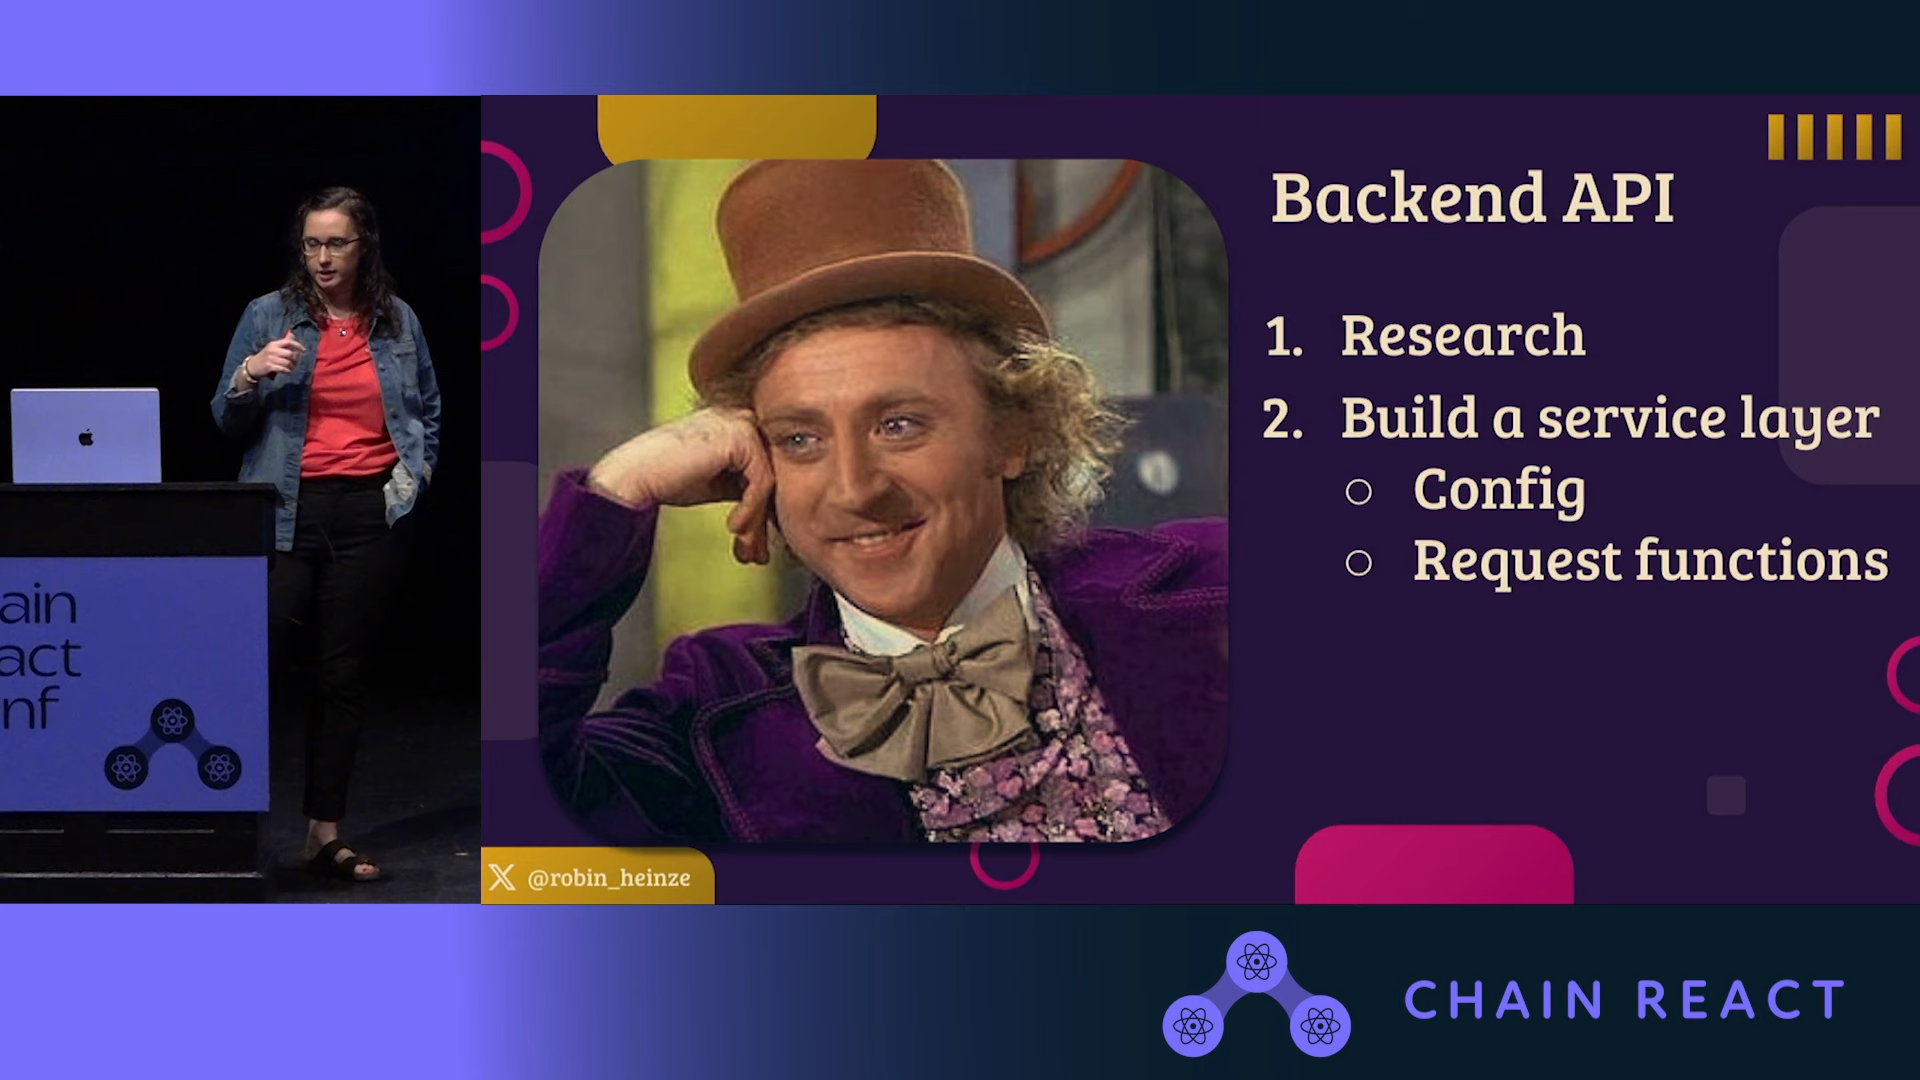 Backend API
1. Research
2. Build a service layer
○ Config
○ Request functions
ain
act
nf
X @robin_heinze
CHAIN REACT